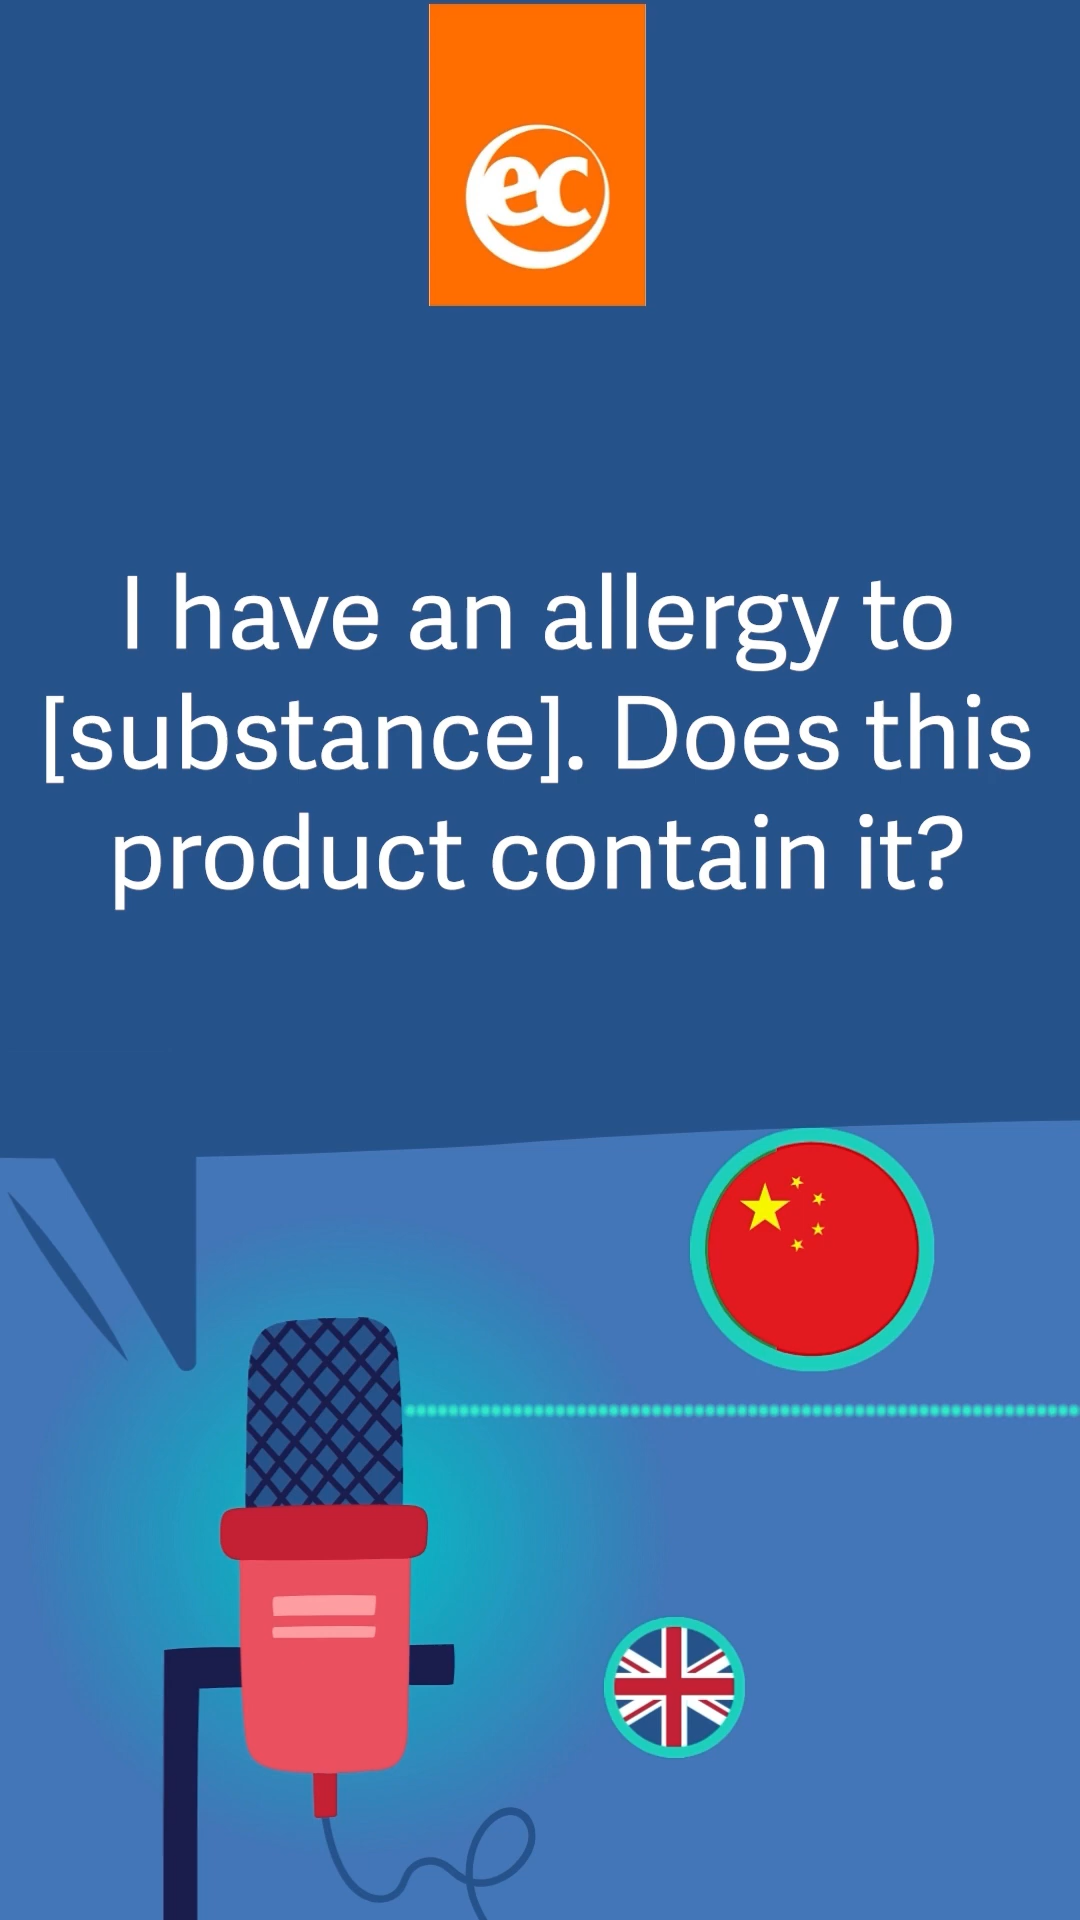 ec
I have an allergy to
[substance]. Does this
product contain it?